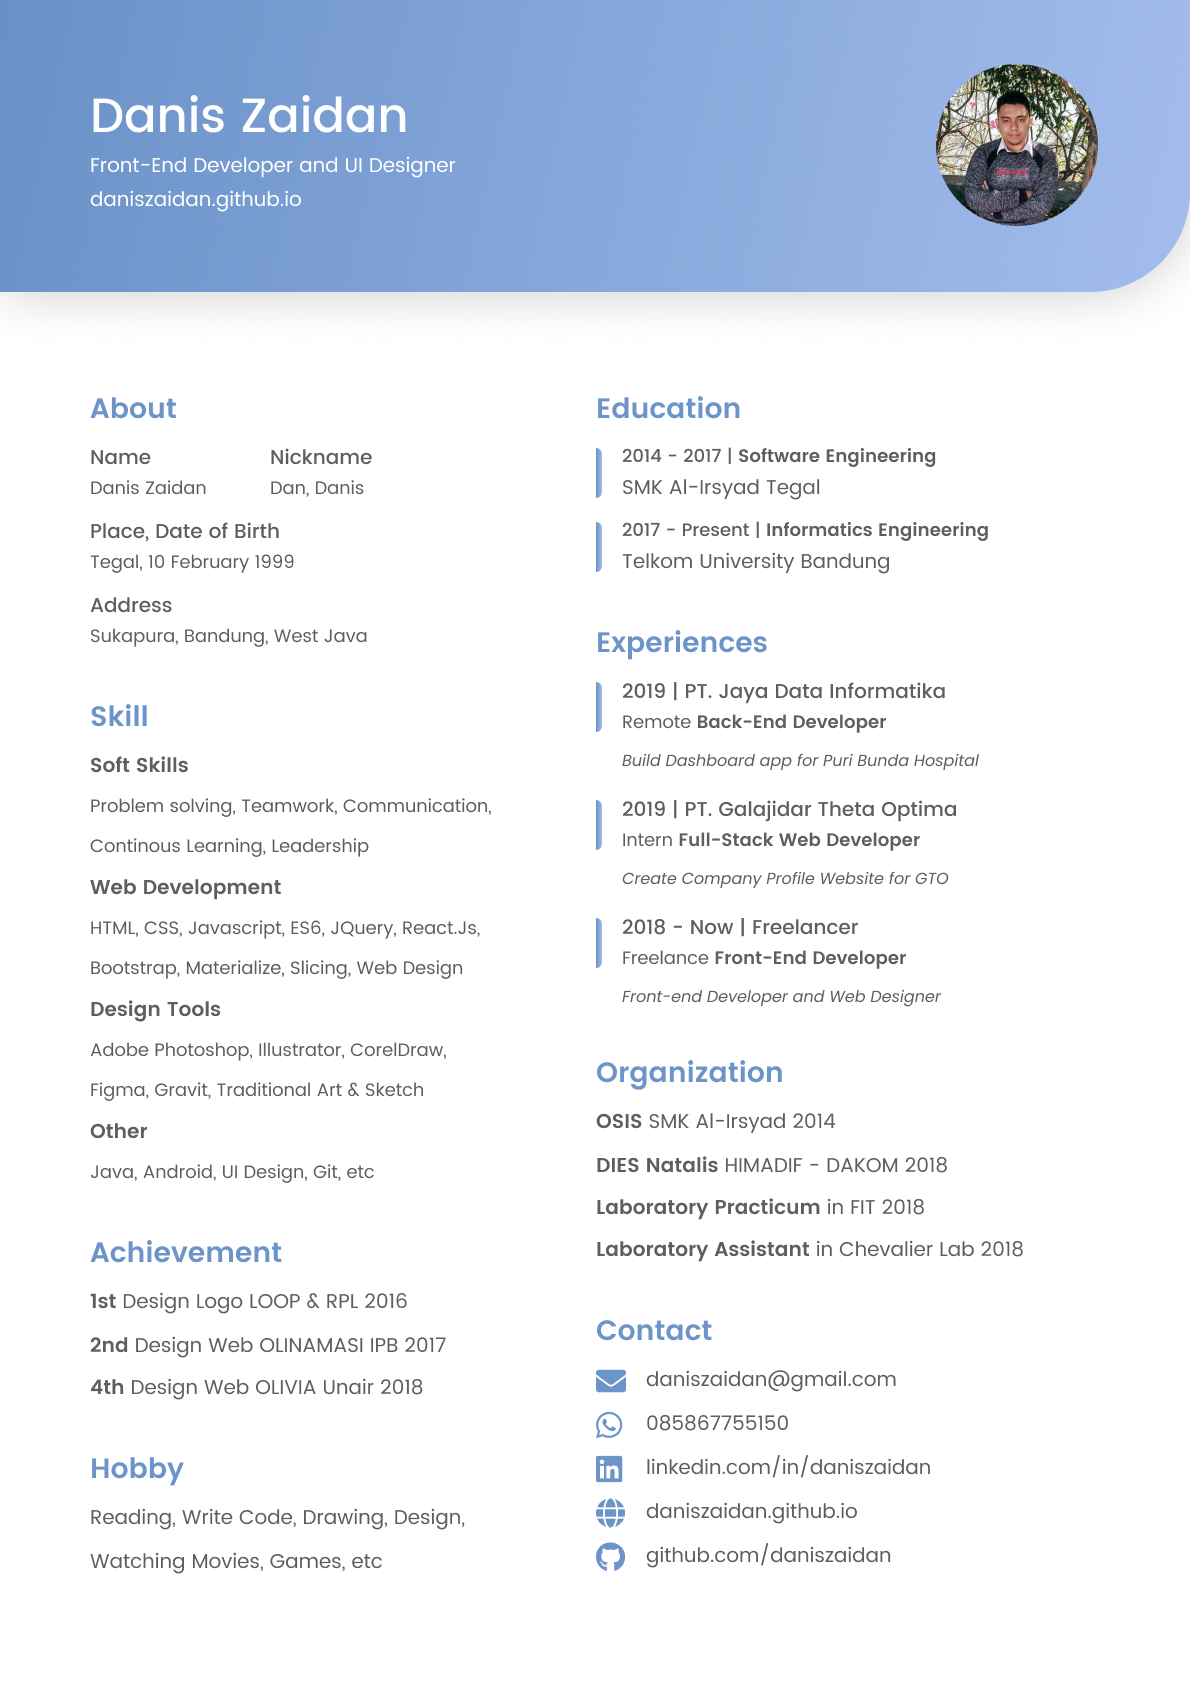 Danis Zaidan
Front-End Developer and UI Designer
daniszaidan.github.io
About
Name Nickname
Danis Zaidan Dan, Danis
Place, Date of Birth
Tegal, 10 February 1999
Address
Sukapura, Bandung, West Java
Skill
Soft Skills
Problem solving, Teamwork, Communication,
Continous Learning, Leadership
Web Development
HTML, CSS, Javascript, ES6, JQuery, React.Js,
Bootstrap, Materialize, Slicing, Web Design
Design Tools
Adobe Photoshop, Illustrator, CorelDraw,
Figma, Gravit, Traditional Art & Sketch
Other
Java, Android, UI Design, Git, etc
Achievement
1st Design Logo LOOP & RPL 2016
2nd Design Web OLINAMASI IPB 2017
4th Design Web OLIVIA Unair 2018
Hobby
Reading, Write Code, Drawing, Design,
Watching Movies, Games, etc
Education
2014 - 2017 | Software Engineering
SMK Al-Irsyad Tegal
2017 - Present | Informatics Engineering
Telkom University Bandung
Experiences
2019 | PT. Jaya Data Informatika
Remote Back-End Developer
Build Dashboard app for Puri Bunda Hospital
2019 | PT. Galajidar Theta Optima
Intern Full-Stack Web Developer
Create Company Profile Website for GTO
2018 - Now | Freelancer
Freelance Front-End Developer
Front-end Developer and Web Designer
Organization
OSIS SMK Al-Irsyad 2014
DIES Natalis HIMADIF - DAKOM 2018
Laboratory Practicum in FIT 2018
Laboratory Assistant in Chevalier Lab 2018
Contact
daniszaidan@gmail.com
085867755150
linkedin.com/in/daniszaidan
daniszaidan.github.io
github.com/daniszaidan